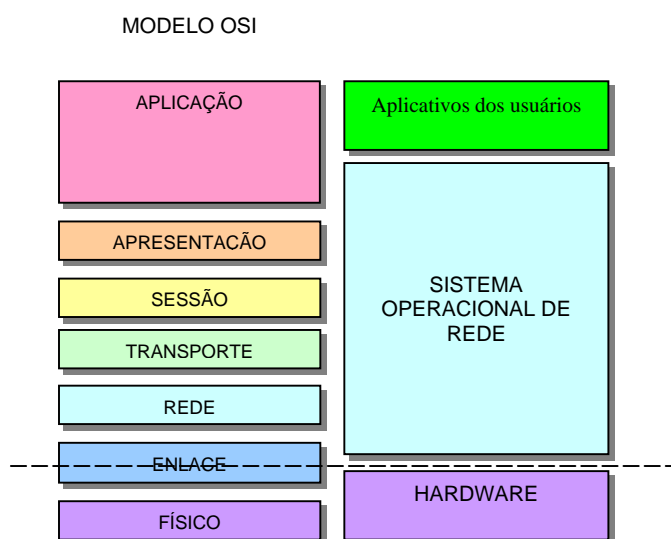 MODELO OSI
APLICAÇÃO
APRESENTAÇÃO
SESSÃO
TRANSPORTE
REDE
ENLACE
FÍSICO
Aplicativos dos usuários
SISTEMA
OPERACIONAL DE
REDE
HARDWARE